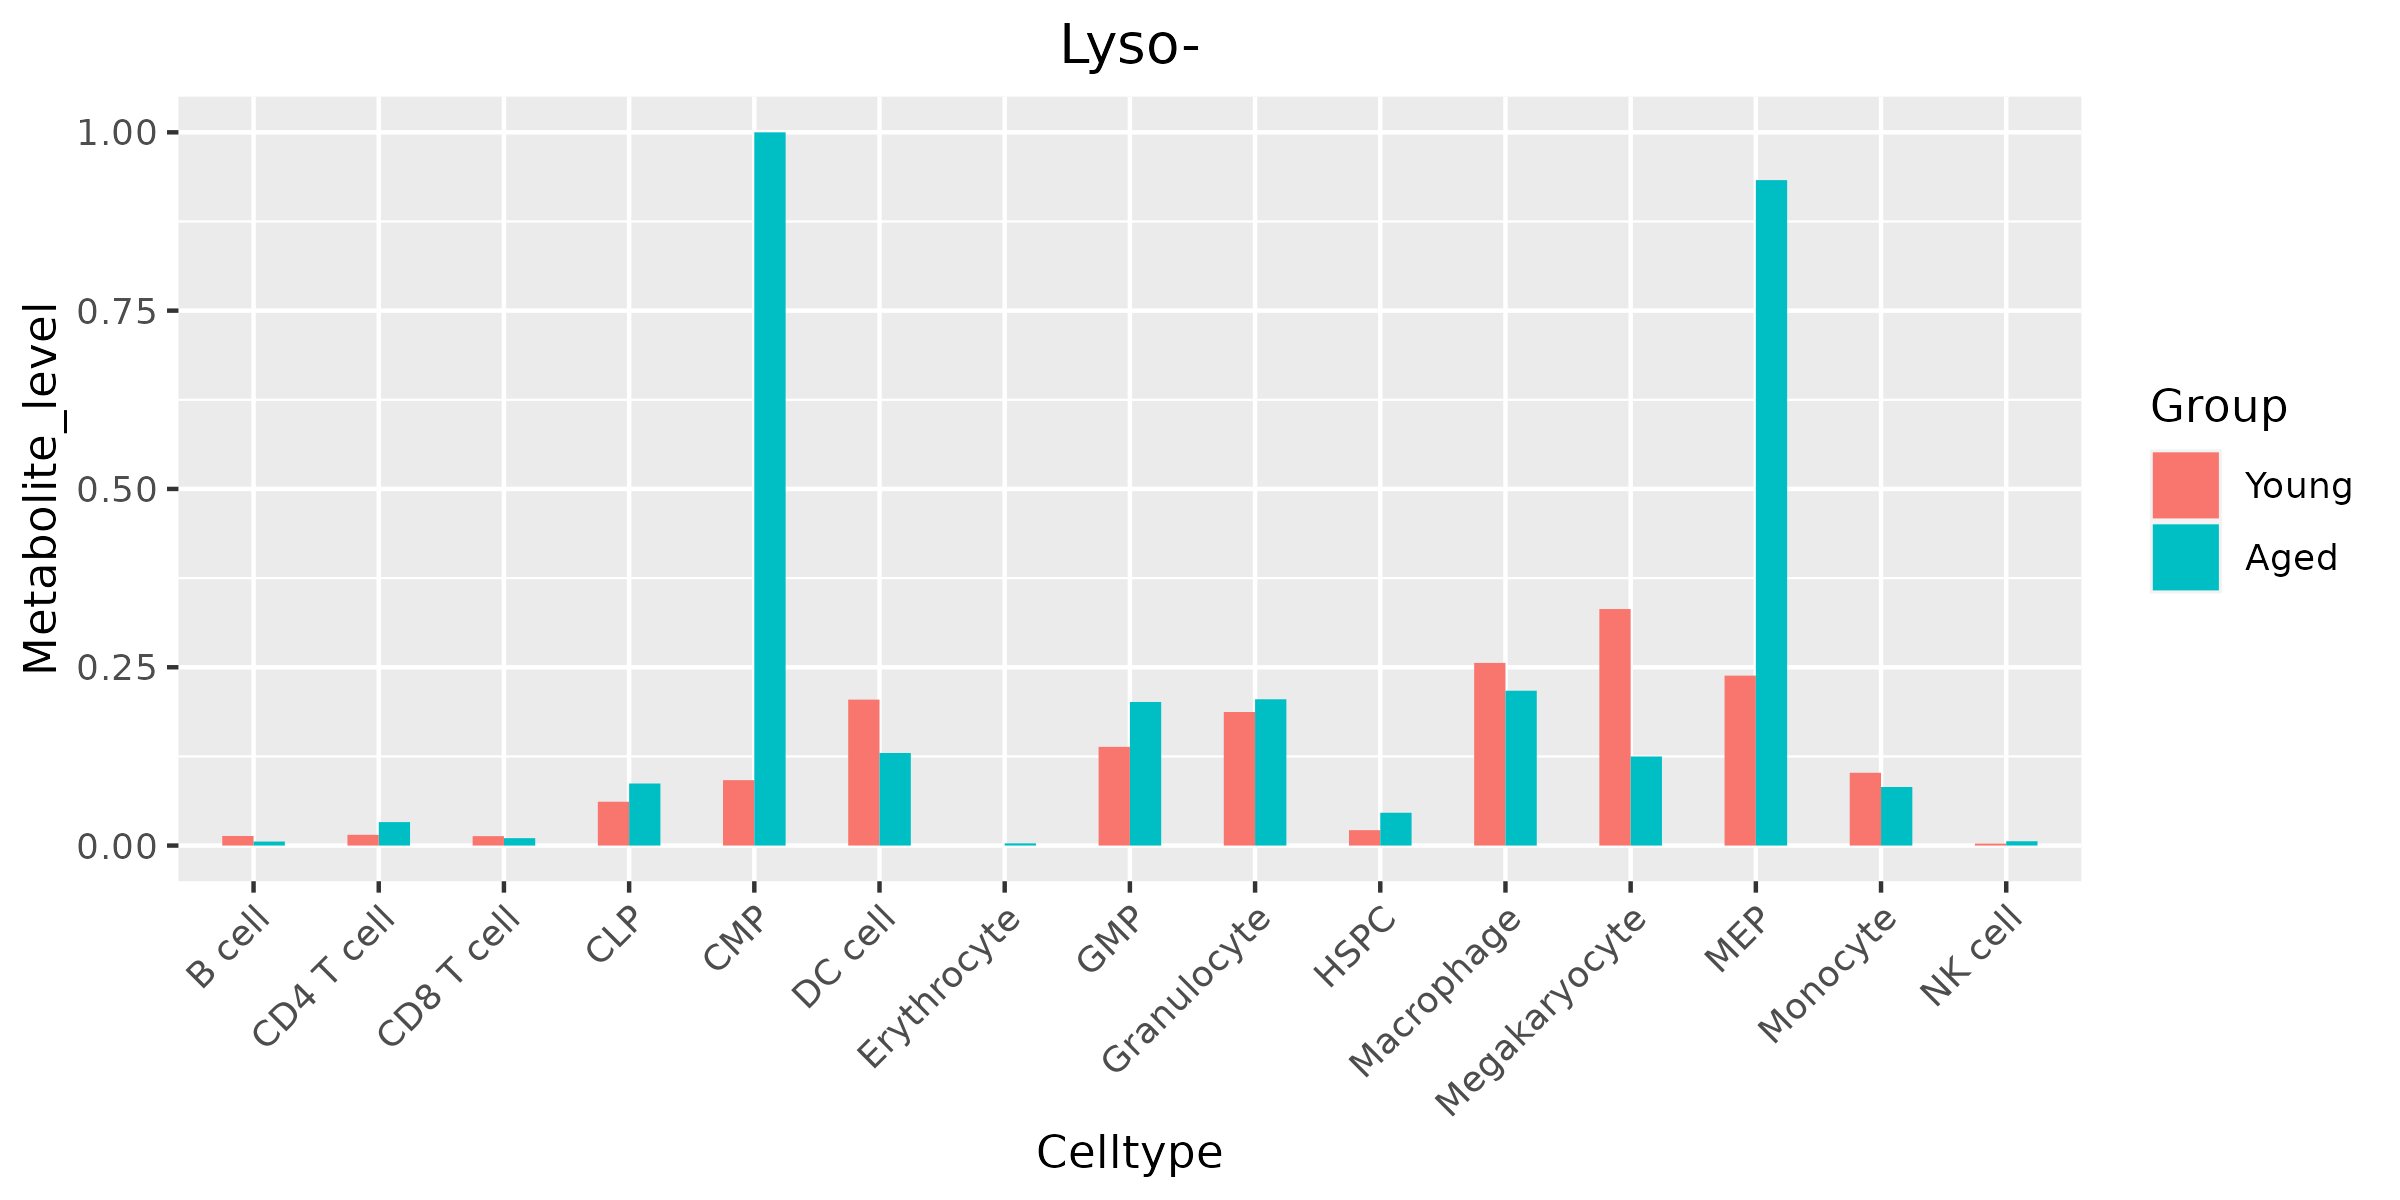 Lyso-
Metabolite_level
1.00
0.75
0.50
0.25
0.00
B cell
CD4 T cell
CD8 T cell
CLP
CMP
DC cell
Erythrocyte
GMP
Granulocyte
HSPC
Macrophage
Megakaryocyte
MEP
Monocyte
NK cell
Celltype
Group
Young
Aged